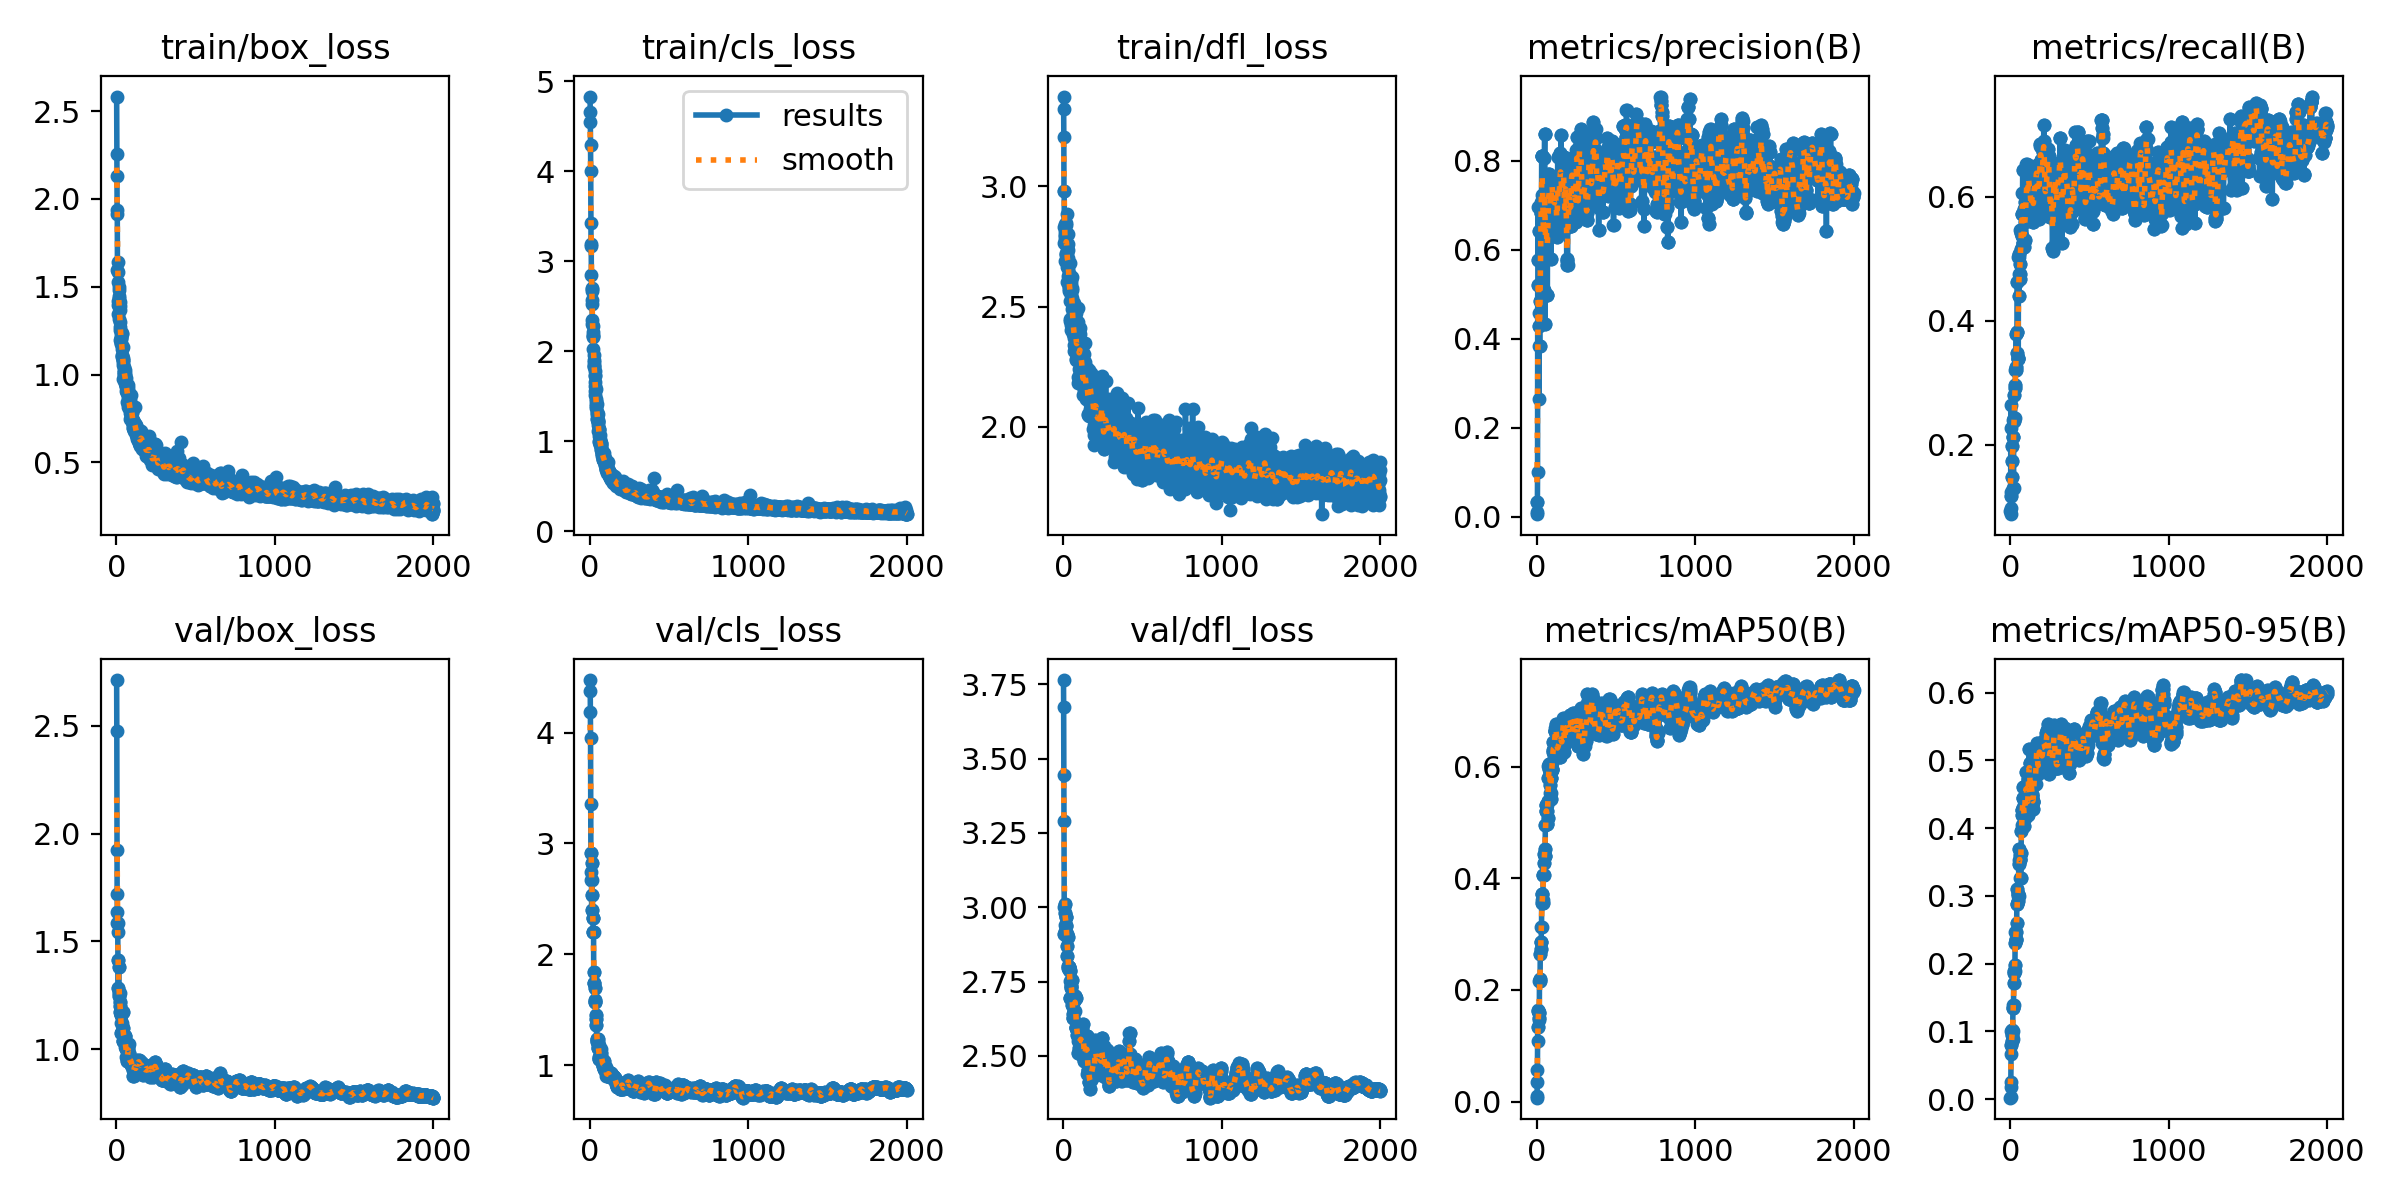 train/box_loss
2.5
2.0
1.5
1.0
0.5
0 1000 2000
train/cls_loss
results
smooth
5
4
3
2
1
0
0 1000 2000
train/dfl_loss
3.0
2.5
2.0
0 1000 2000
metrics/precision(B)
0.8
0.6
0.4
0.2
0.0
0 1000 2000
metrics/recall(B)
0.6
0.4
0.2
0 1000 2000
val/box_loss
2.5
2.0
1.5
1.0
0 1000 2000
val/cls_loss
4
3
2
1
0 1000 2000
val/dfl_loss
3.75
3.50
3.25
3.00
2.75
2.50
0 1000 2000
metrics/mAP50(B)
0.6
0.4
0.2
0.0
0 1000 2000
metrics/mAP50-95(B)
0.6
0.5
0.4
0.3
0.2
0.1
0.0
0 1000 2000